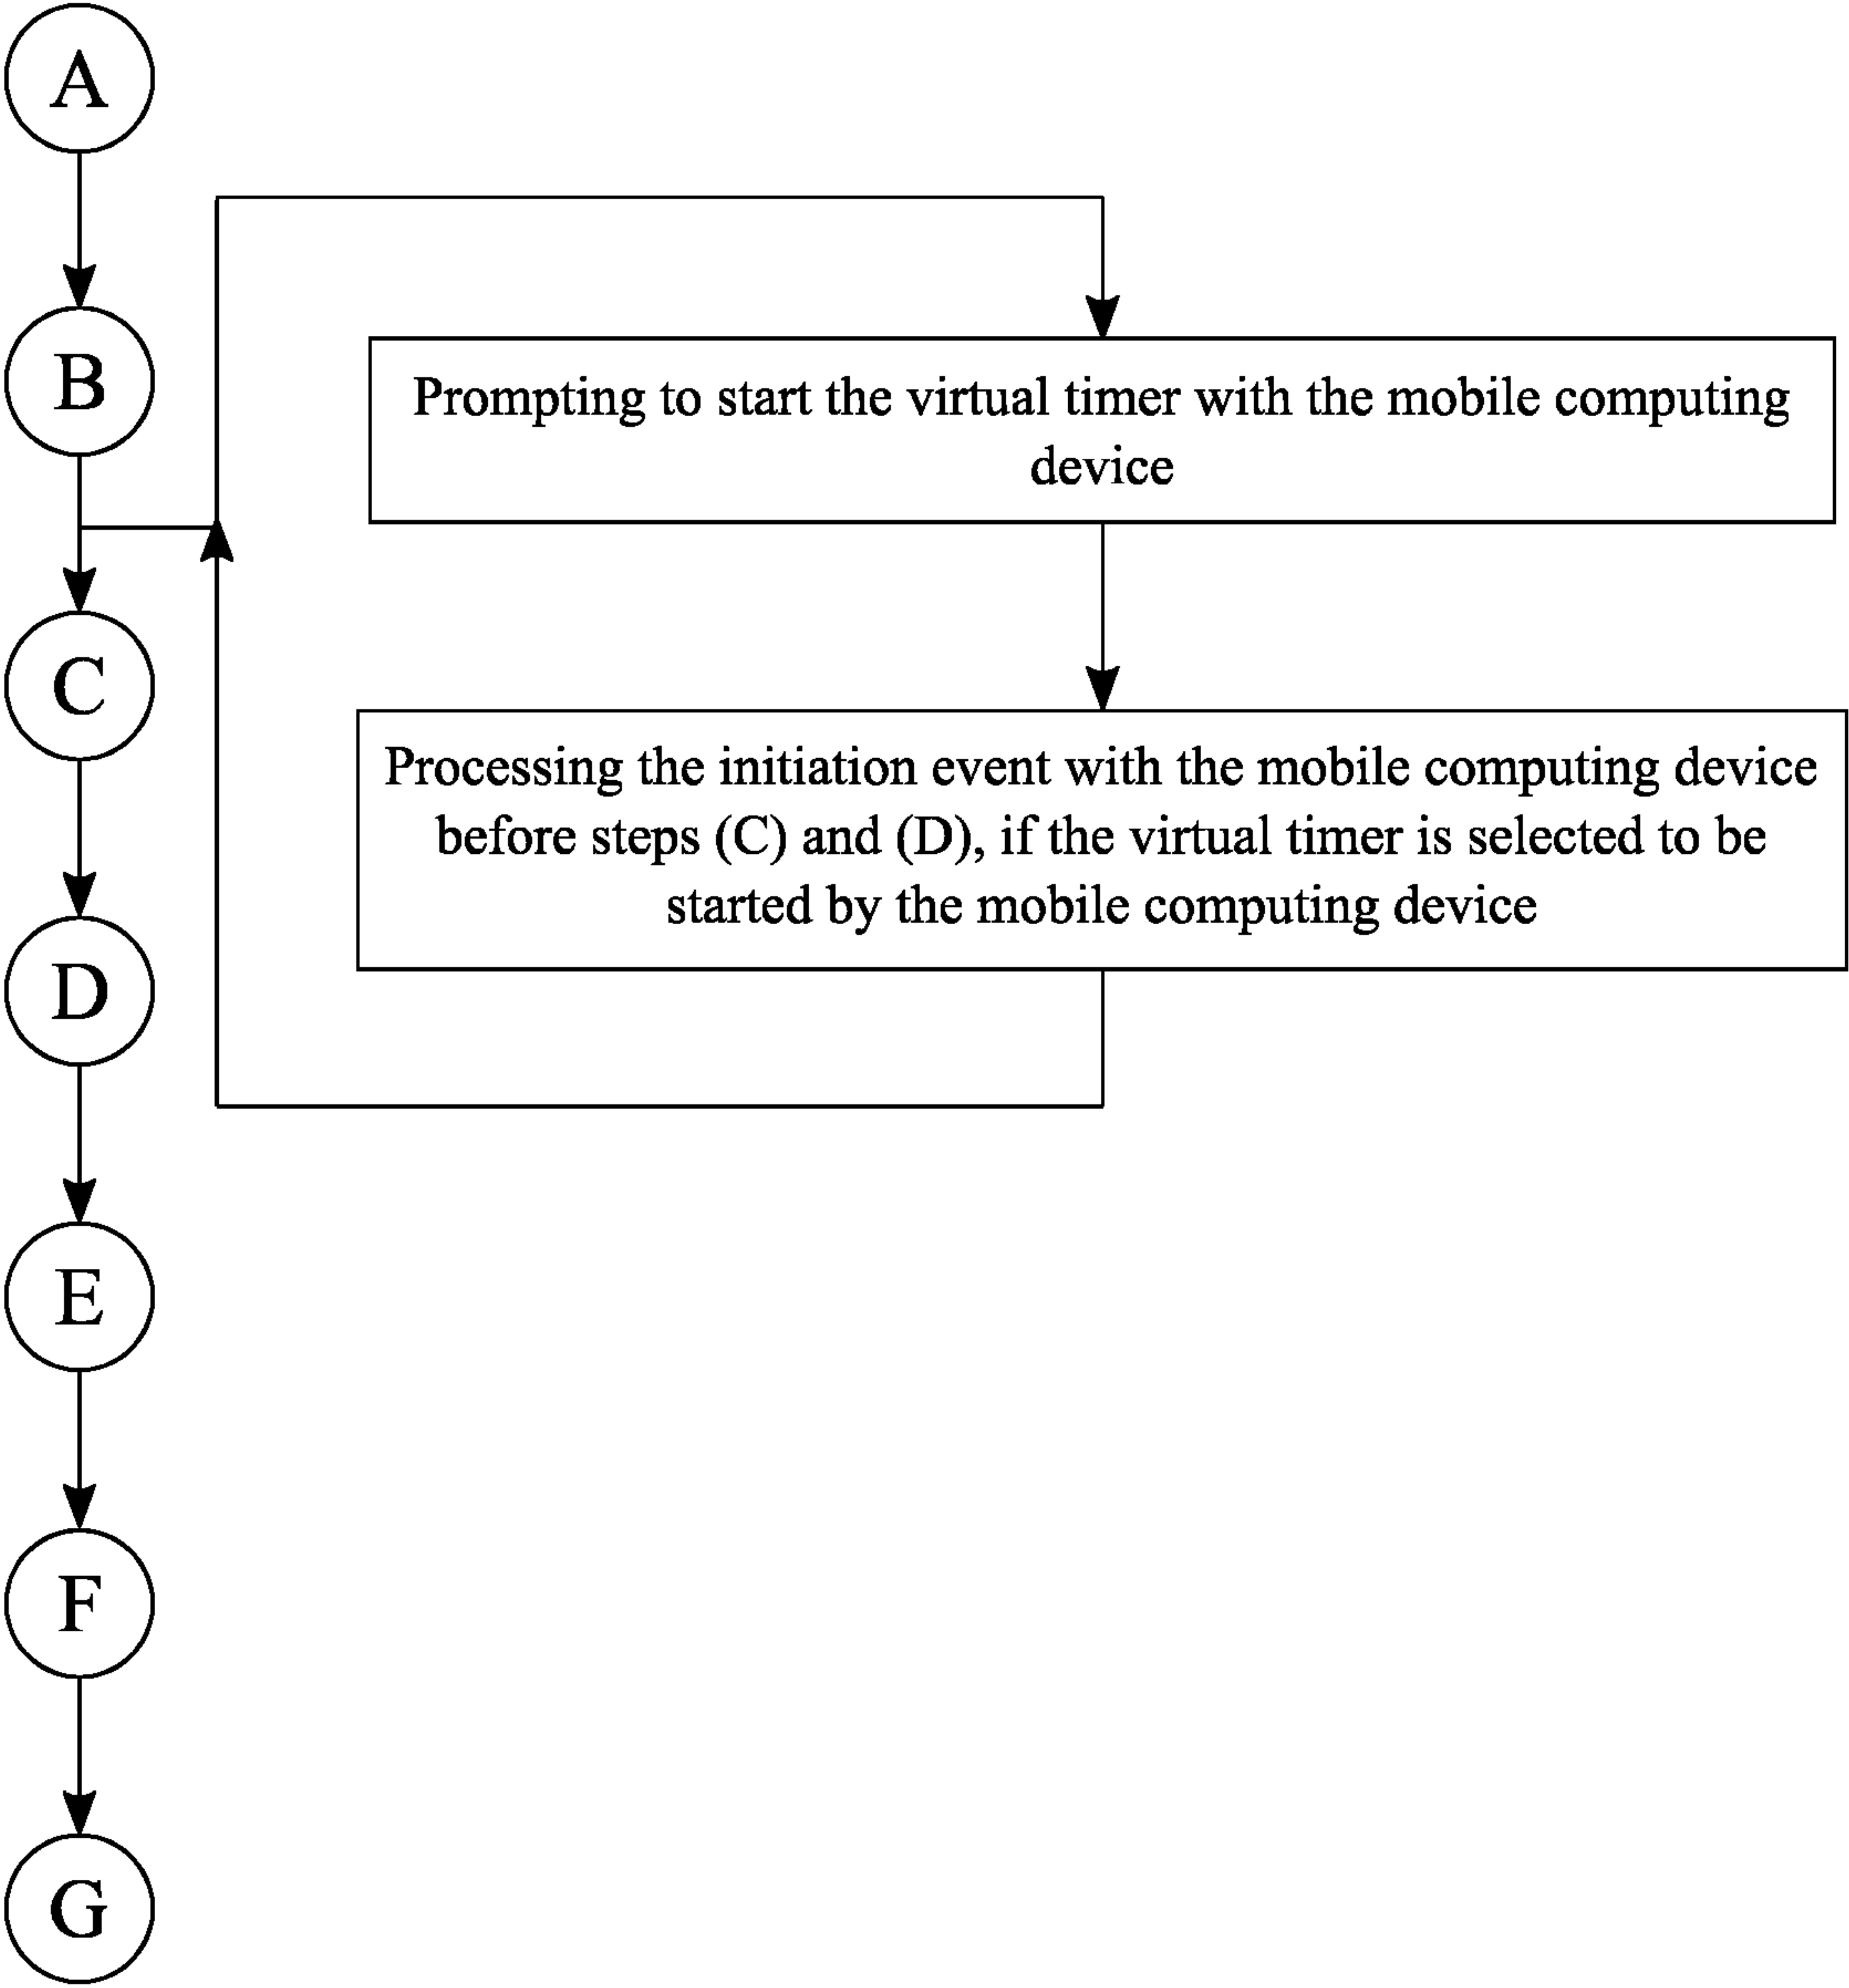 A
B
Prompting to start the virtual timer with the mobile computing
device
C
Processing the initiation event with the mobile computing device
before steps (C) and (D), if the virtual timer is selected to be
started by the mobile computing device
D
E
F
G